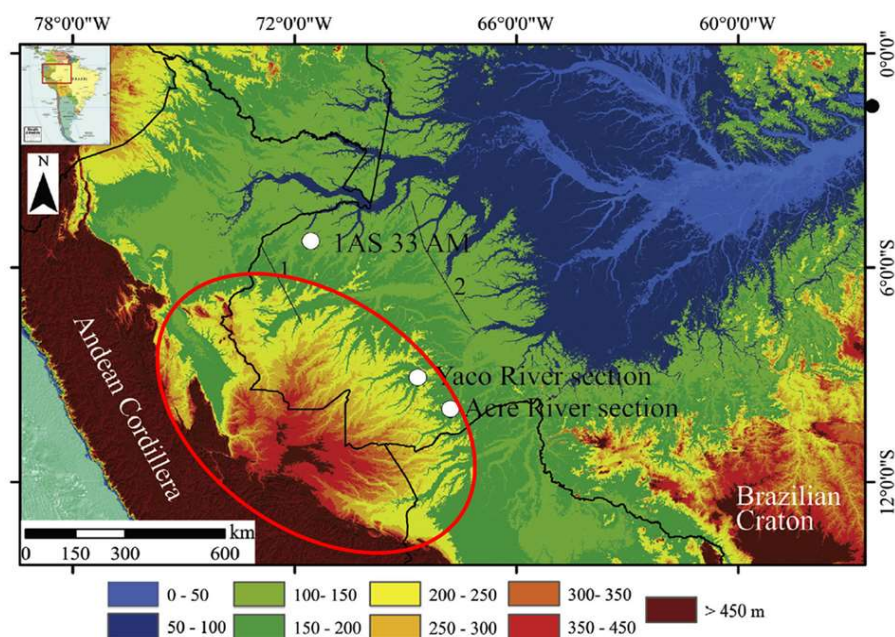 78°0'0"W
72°0'0"W
66°0'0"W
60°0'0"W
0°0'0"
BRASIL
N
1AS 33 AM
1
2
6°0'0"S
Andean Cordillera
Yaco River section
Acre River section
12°0'0"S
Brazilian
Craton
km
0 150 300 600
0 - 50
100- 150
200 - 250
300- 350
> 450 m
50 - 100
150 - 200
250 - 300
350 - 450